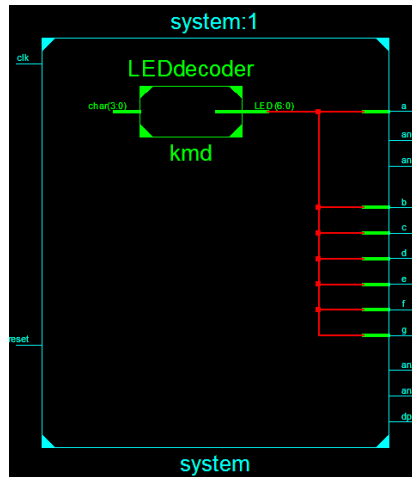 system:1
clk
LEDdecoder
char(3:0)
LED(6:0)
a
kmd
an
an
b
c
d
e
f
g
reset
an
an
dp
system